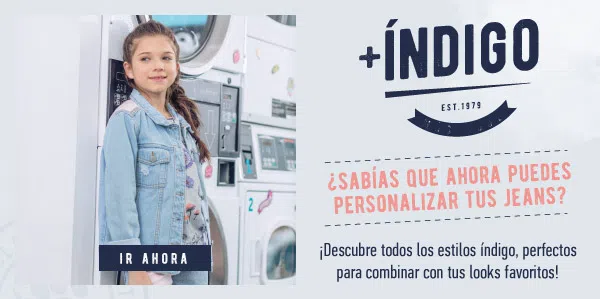 +ÍNDIGO
EST. 1979
¿SABÍAS QUE AHORA PUEDES
PERSONALIZAR TUS JEANS?
¡Descubre todos los estilos índigo, perfectos
para combinar con tus looks favoritos!
IR AHORA